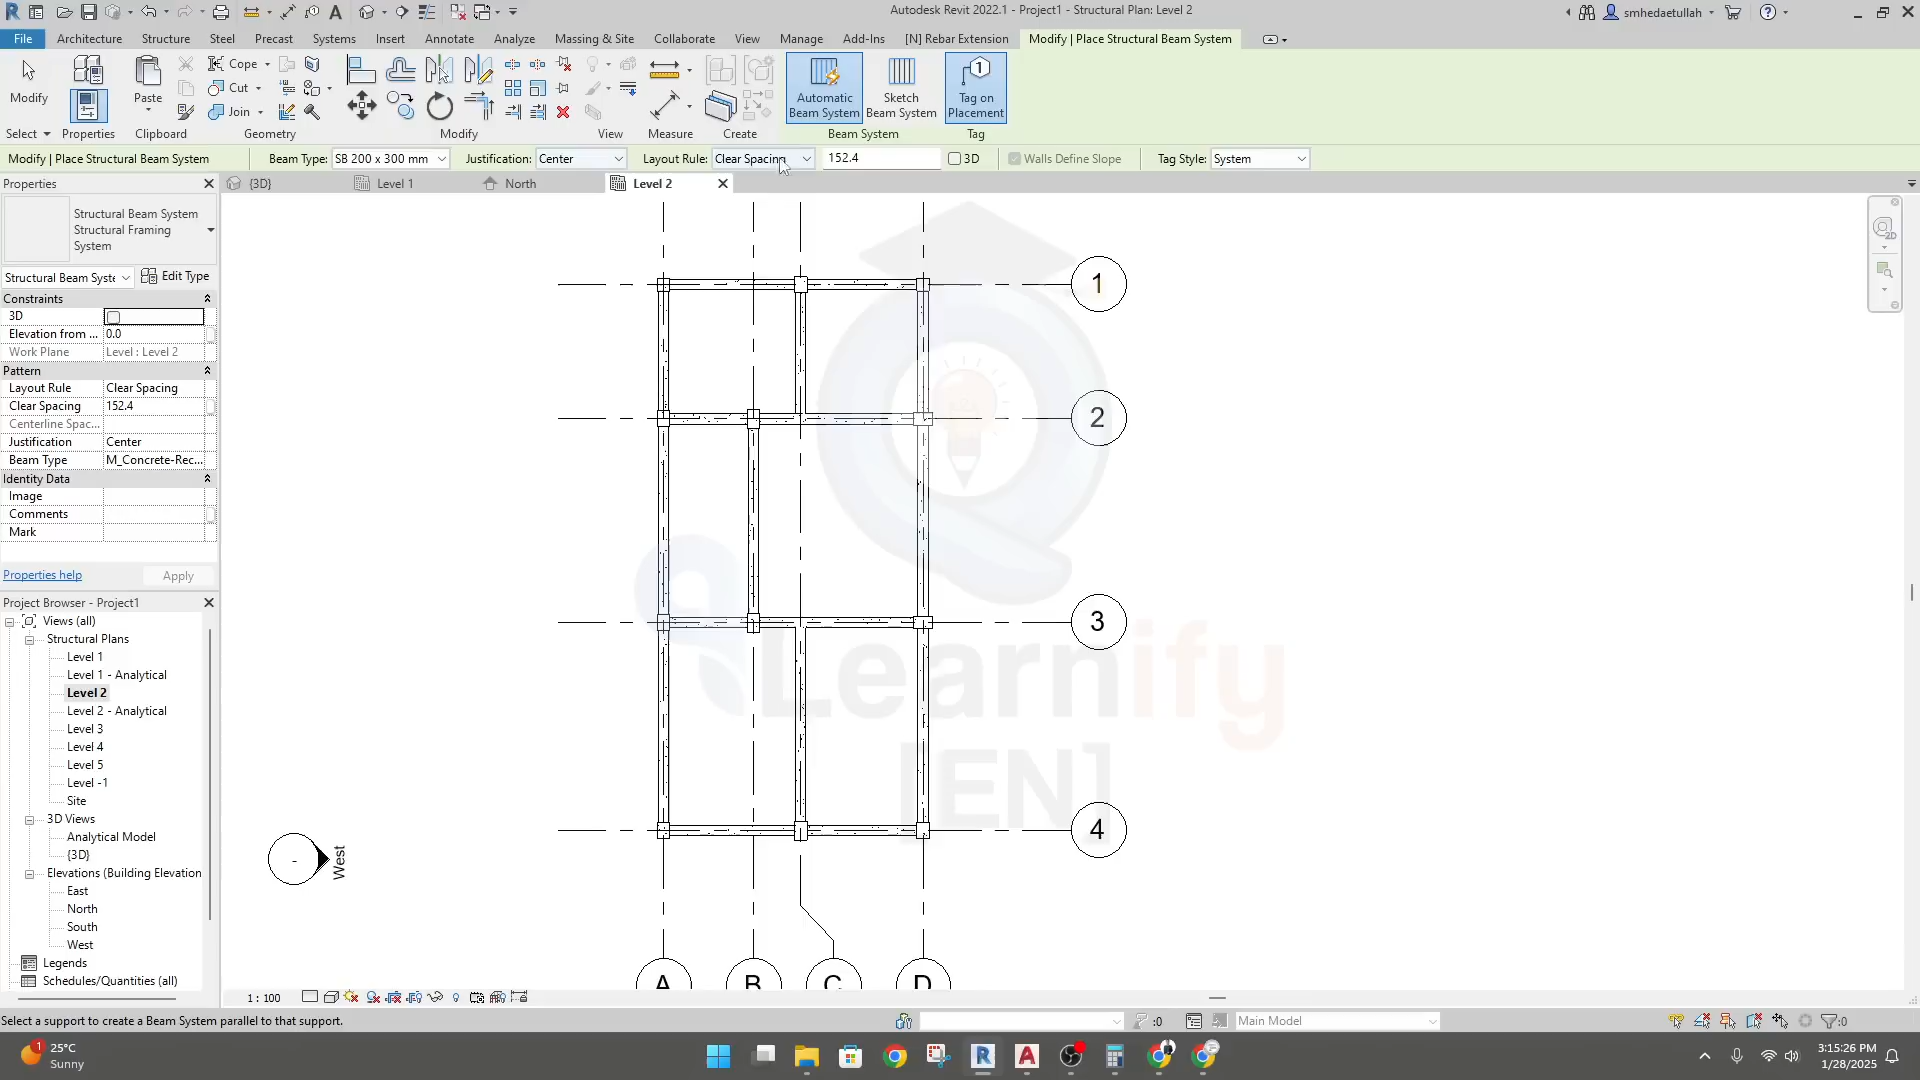 Autodesk Revit 2022.1 - Project1 - Structural Plan: Level 2
smhedaetullah
File
Architecture
Structure
Steel
Precast
Systems
Insert
Annotate
Analyze
Massing & Site
Collaborate
View
Manage
Add-Ins
[N] Rebar Extension
Modify | Place Structural Beam System
Modify
Paste
Cope
Cut
Join
Automatic
Beam System
Sketch
Beam System
Tag on
Placement
Select
Properties
Clipboard
Geometry
Modify
View
Measure
Create
Beam System
Tag
Modify | Place Structural Beam System
Beam Type:
SB 200 x 300 mm
Justification:
Center
Layout Rule:
Clear Spacing
152.4
3D
Walls Define Slope
Tag Style:
System
Properties
{3D}
Level 1
North
Level 2
Structural Beam System
Structural Framing
System
Structural Beam Syste
Edit Type
Constraints
3D
Elevation from ...
0.0
Work Plane
Level : Level 2
Pattern
Layout Rule
Clear Spacing
Clear Spacing
152.4
Centerline Spac...
Justification
Center
Beam Type
M_Concrete-Rec...
Identity Data
Image
Comments
Mark
Properties help
Apply
Project Browser - Project1
Views (all)
Structural Plans
Level 1
Level 1 - Analytical
Level 2
Level 2 - Analytical
Level 3
Level 4
Level 5
Level -1
Site
3D Views
Analytical Model
{3D}
Elevations (Building Elevation
East
North
South
West
Legends
Schedules/Quantities (all)
1
2
3
4
A
B
C
D
-
West
Learnify
[EN]
2D
1 : 100
Select a support to create a Beam System parallel to that support.
:0
Main Model
:0
1
25°C
Sunny
3:15:26 PM
1/28/2025